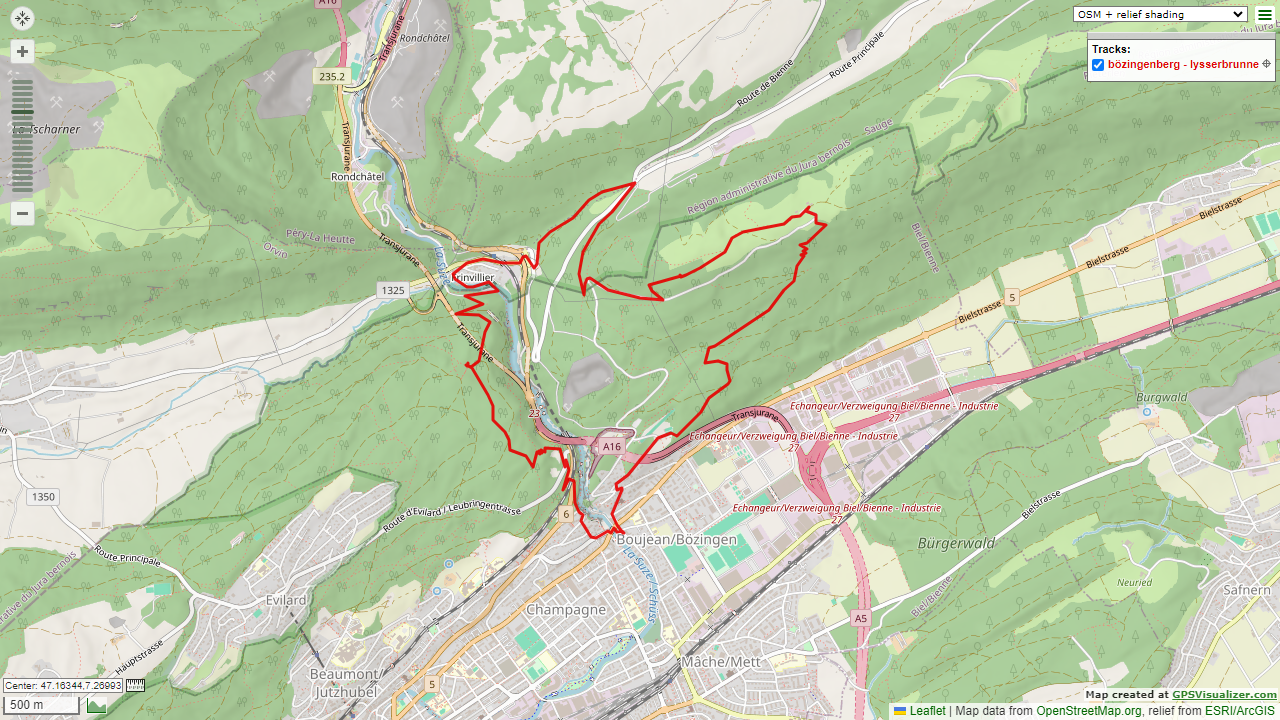 A16
OSM + relief shading
du Jura be
Tracks:
bözingenberg - lysserbrunne
Transjurane
Rondchâtel
Route Principale
Route de Bienne
235.2
Tscharner
Transjurane
Sauge
Région administrative du Jura bernois
Rondchâtel
Bielstrasse
Péry-La Heutte
Orvin
Transjurane
Biel/Bienne
Bielstrasse
Frinvillier
1325
5
Bielstrasse
Transjurane
Burgwald
Echangeur/Verzweigung Biel/Bienne - Industrie
27
Transjurane
23
Echangeur/Verzweigung Biel/Bienne - Industrie
27
A16
1350
Route d'Evilard / Leubringentrasse
6
Echangeur/Verzweigung Biel/Bienne - Industrie
27
Bielstrasse
Boujean/Bözingen
Bürgerwald
Route Principale
La Suze/Schüss
Neuried
Safnern
Evilard
Champagne
Biel/Bienne
A5
Hauptstrasse
Mâche/Mett
Beaumont/
Jutzhubel
5
Center: 47.16344,7.26993
500 m
Map created at GPSVisualizer.com
Leaflet | Map data from OpenStreetMap.org, relief from ESRI/ArcGIS